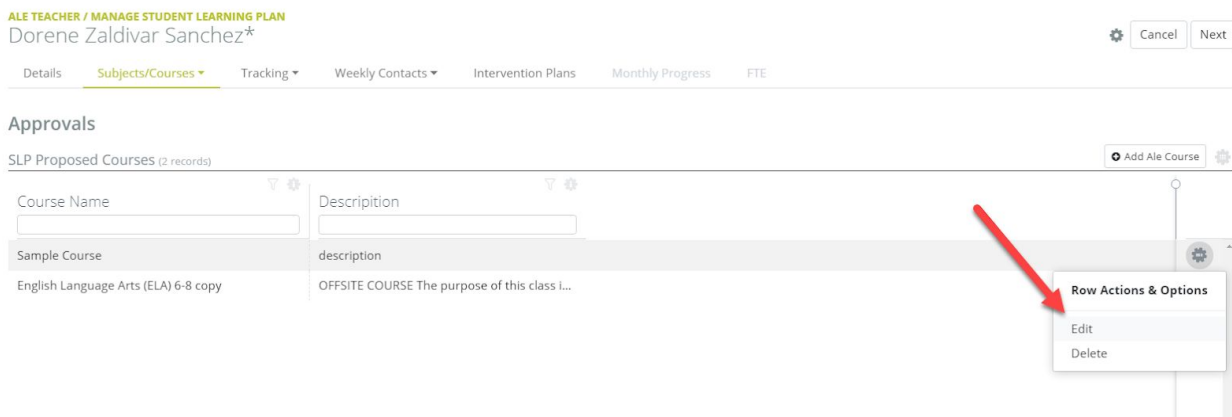 ALE TEACHER / MANAGE STUDENT LEARNING PLAN
Dorene Zaldivar Sanchez*
Cancel Next
Details Subjects/Courses Tracking Weekly Contacts Intervention Plans Monthly Progress FTE
Approvals
SLP Proposed Courses (2 records)
Add Ale Course
Course Name Descripition
Sample Course description
English Language Arts (ELA) 6-8 copy OFFSITE COURSE The purpose of this class i...
Row Actions & Options
Edit
Delete